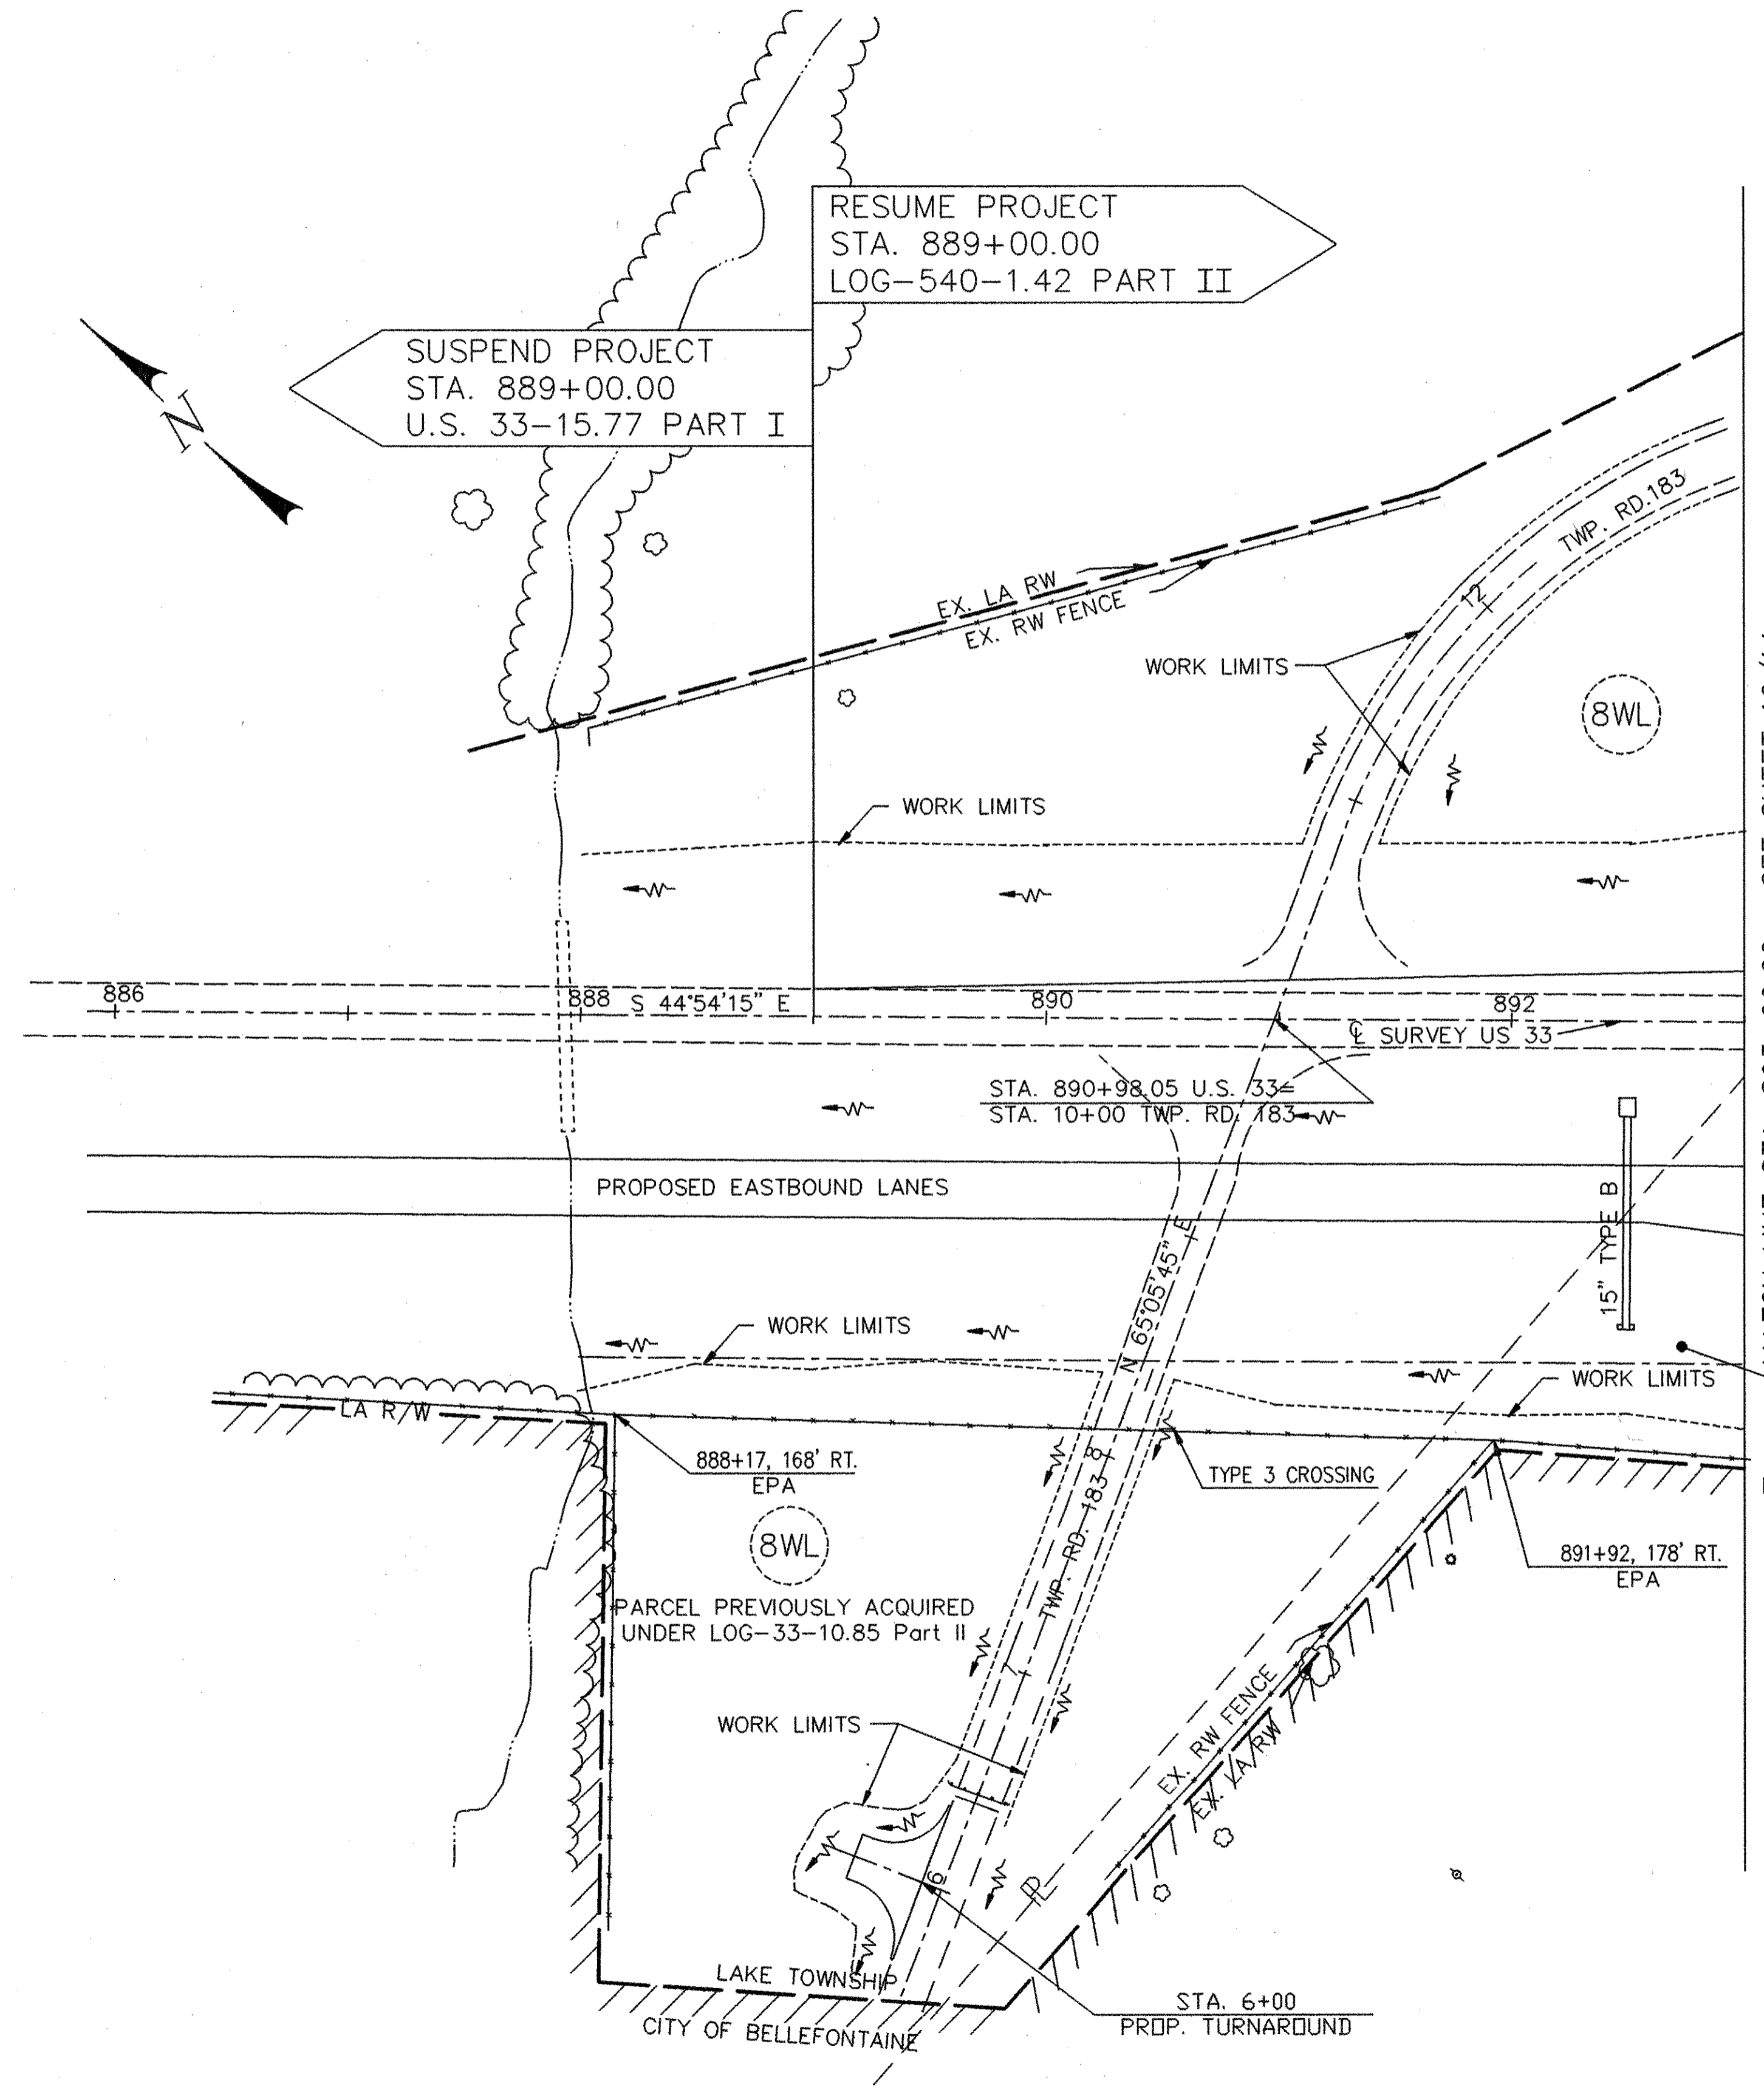 RESUME PROJECT
STA. 889+00.00
LOG-540-1.42 PART II
SUSPEND PROJECT
STA. 889+00.00
U.S. 33-15.77 PART I
N
TWP. RD.183
EX. LA RW
EX. RW FENCE
12
WORK LIMITS
8WL
WORK LIMITS
886
888
S 44°54'15" E
890
892
℄ SURVEY US 33
STA. 890+98.05 U.S. 33=
STA. 10+00 TWP. RD. 183
PROPOSED EASTBOUND LANES
15" TYPE B
N 65°05'45" E
WORK LIMITS
WORK LIMITS
LA R/W
888+17, 168' RT.
EPA
8
TYPE 3 CROSSING
8WL
TWP. RD. 183
891+92, 178' RT.
EPA
PARCEL PREVIOUSLY ACQUIRED
UNDER LOG-33-10.85 Part II
7
EX. RW FENCE
EX. LA/RW
WORK LIMITS
6
PL
LAKE TOWNSHIP
CITY OF BELLEFONTAINE
STA. 6+00
PROP. TURNAROUND